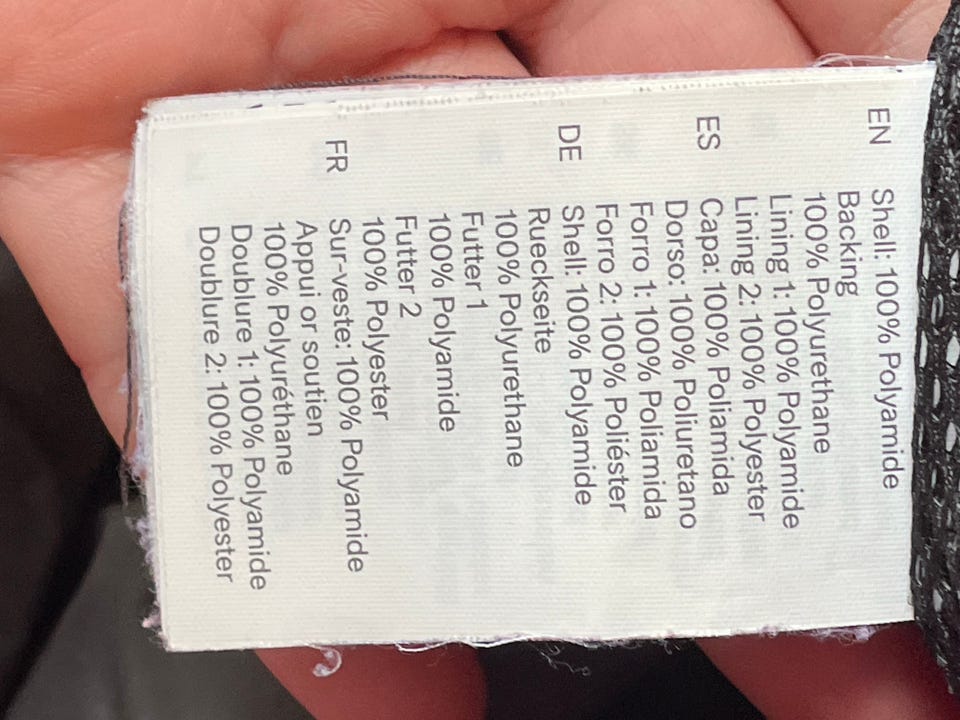 EN
Shell: 100% Polyamide
Backing
100% Polyurethane
Lining 1: 100% Polyamide
Lining 2: 100% Polyester
ES
Capa: 100% Poliamida
Dorso: 100% Poliuretano
Forro 1: 100% Poliamida
Forro 2: 100% Poliéster
DE
Shell: 100% Polyamide
Rueckseite
100% Polyurethane
Futter 1
100% Polyamide
Futter 2
100% Polyester
FR
Sur-veste: 100% Polyamide
Appui or soutien
100% Polyuréthane
Doublure 1: 100% Polyamide
Doublure 2: 100% Polyester